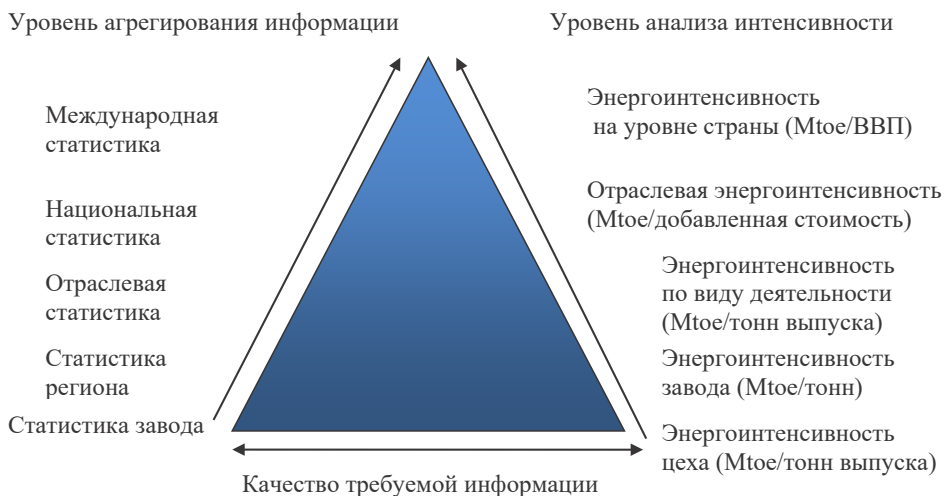 Уровень агрегирования информации
Уровень анализа интенсивности
Международная
статистика
Национальная
статистика
Отраслевая
статистика
Статистика
региона
Статистика завода
Энергоинтенсивность
на уровне страны (Mtoe/ВВП)
Отраслевая энергоинтенсивность
(Mtoe/добавленная стоимость)
Энергоинтенсивность
по виду деятельности
(Mtoe/тонн выпуска)
Энергоинтенсивность
завода (Mtoe/тонн)
Энергоинтенсивность
цеха (Mtoe/тонн выпуска)
Качество требуемой информации